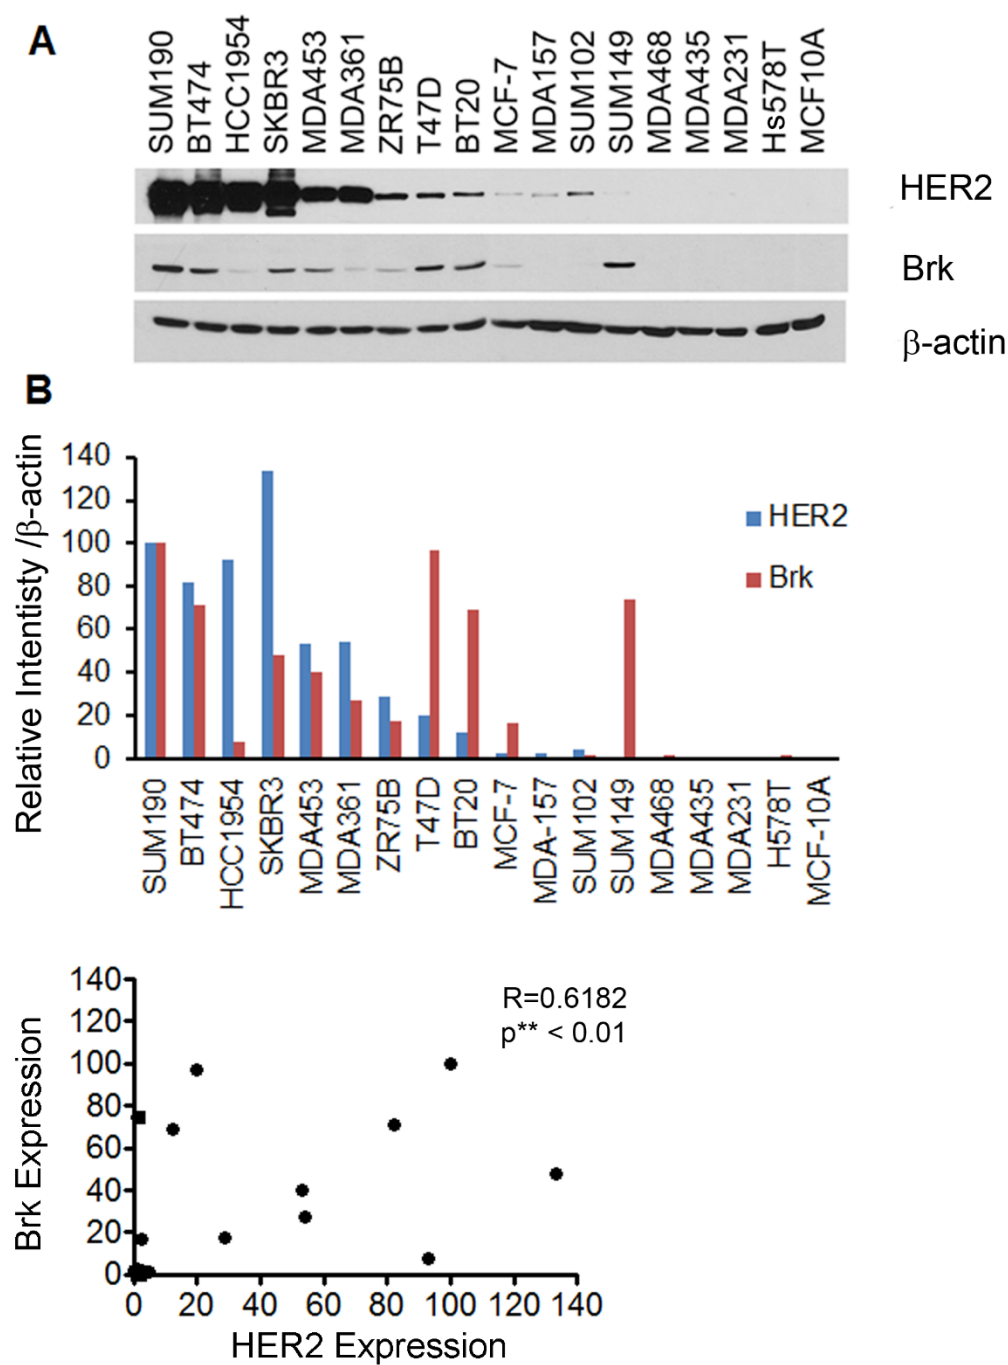 A
SUM190
BT474
HCC1954
SKBR3
MDA453
MDA361
ZR75B
T47D
BT20
MCF-7
MDA157
SUM102
SUM149
MDA468
MDA435
MDA231
Hs578T
MCF10A
HER2
Brk
β-actin
B
Relative Intentisty /β-actin
140
120
100
80
60
40
20
0
HER2
Brk
SUM190
BT474
HCC1954
SKBR3
MDA453
MDA361
ZR75B
T47D
BT20
MCF-7
MDA-157
SUM102
SUM149
MDA468
MDA435
MDA231
H578T
MCF-10A
Brk Expression
140
120
100
80
60
40
20
0
R=0.6182
p** < 0.01
0 20 40 60 80 100 120 140
HER2 Expression